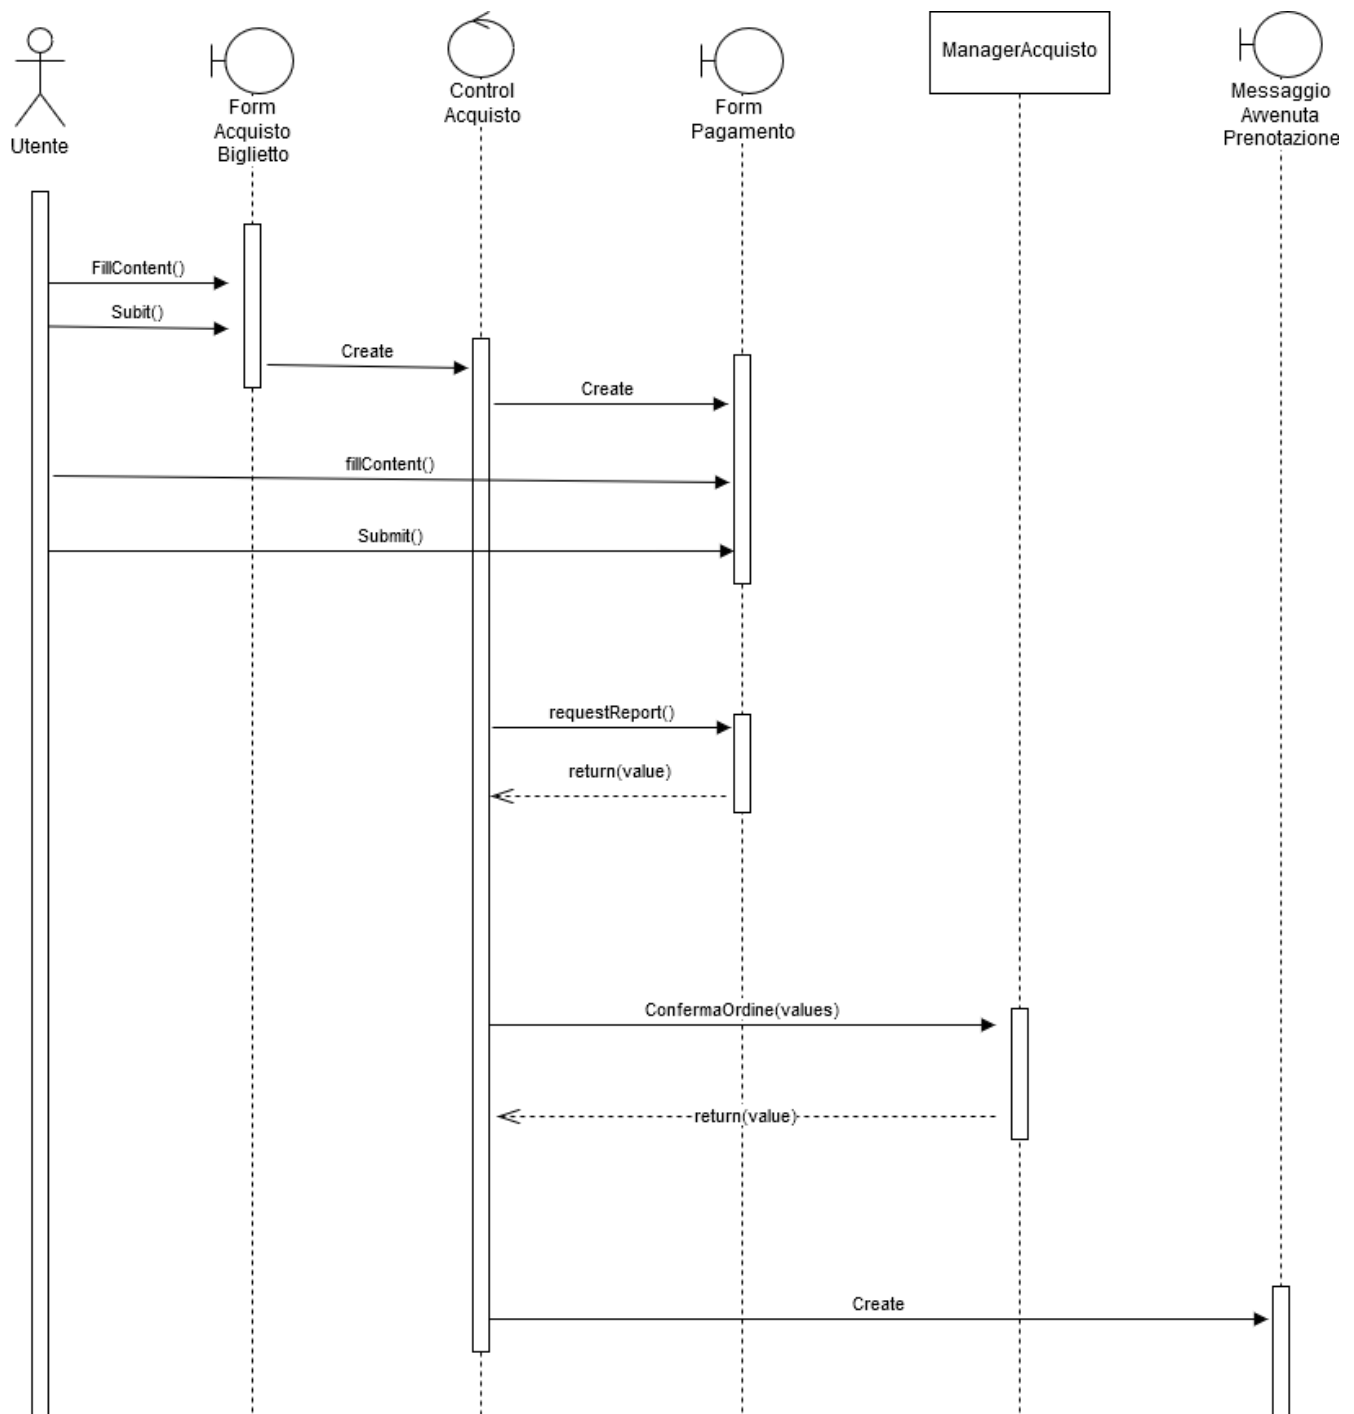 Utente
Form
Acquisto
Biglietto
Control
Acquisto
Form
Pagamento
ManagerAcquisto
Messaggio
Avvenuta
Prenotazione
FillContent()
Subit()
Create
Create
fillContent()
Submit()
requestReport()
return(value)
ConfermaOrdine(values)
return(value)
Create